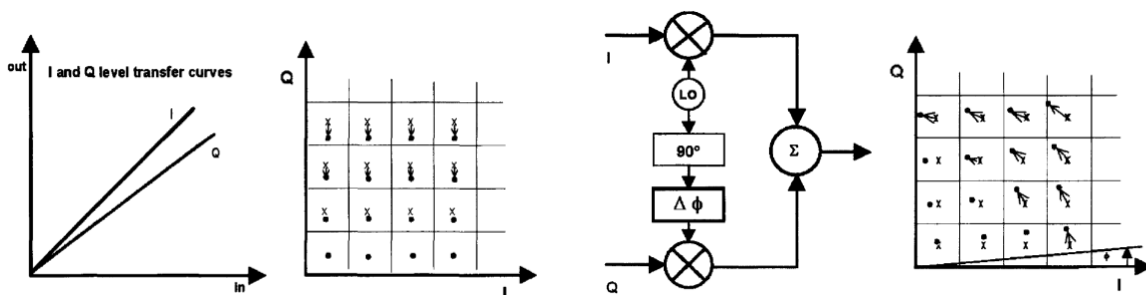 out
I and Q level transfer curves
I
Q
in
Q
x x x x
x x x x
x x x x
I
I
LO
90°
Δ ϕ
Q
Σ
Q
x x x x
x x x x
x x x x
x x x x
ϕ
I